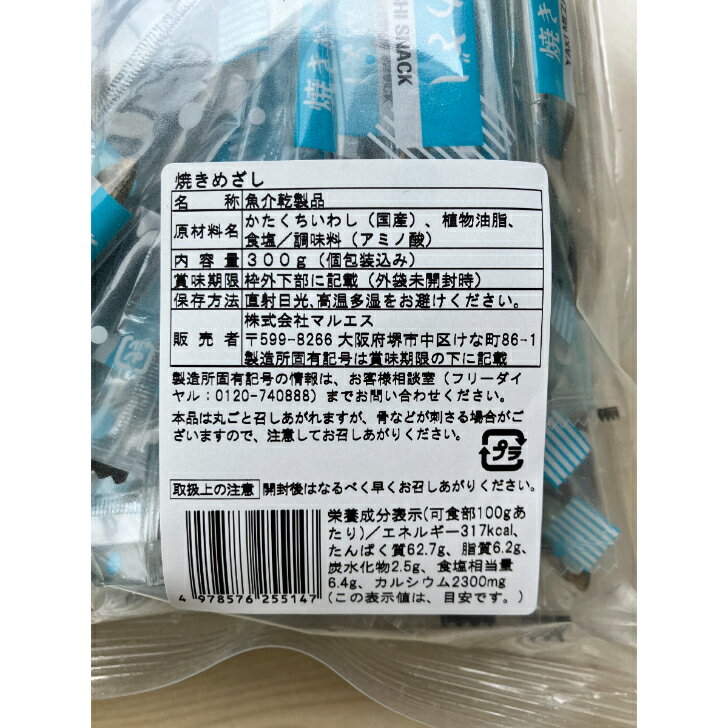 焼き
HI SNACK
焼き
YAKI MEZ
焼きめざし
名称 魚介乾製品
原材料名 かたくちいわし（国産）、植物油脂、
食塩／調味料（アミノ酸）
内容量 300g（個包装込み）
賞味期限 枠外下部に記載（外袋未開封時）
保存方法 直射日光､高温多湿をお避けください。
販売者 株式会社マルエス
〒599-8266 大阪府堺市中区けな町86-1
製造所固有記号は賞味期限の下に記載
製造所固有記号の情報は、お客様相談室（フリーダイ
ヤル：0120-740888）までお問い合わせください。
本品は丸ごと召しあがれますが、骨などが刺さる場合がご
ざいますので、注意してお召しあがりください。
プラ
取扱上の注意 開封後はなるべく早くお召しあがりください。
栄養成分表示(可食部100gあ
たり)／エネルギー317kcal、
たんぱく質62.7g、脂質6.2g、
炭水化物2.5g、食塩相当量
6.4g、カルシウム2300mg
(この表示値は、目安です。)
4 978576 255147